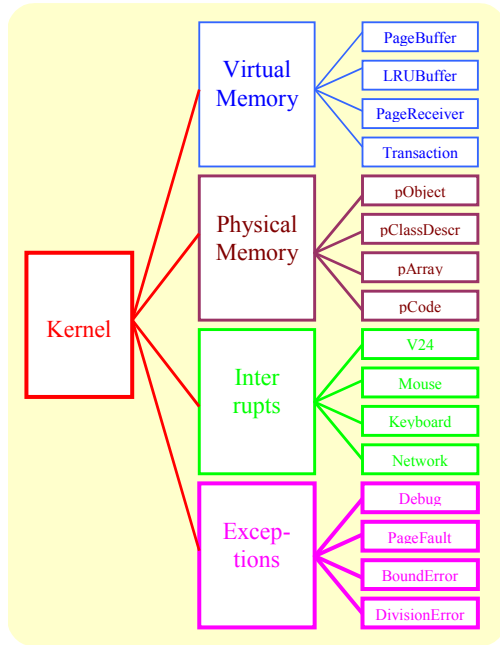 Kernel
Virtual
Memory
PageBuffer
LRUBuffer
PageReceiver
Transaction
Physical
Memory
pObject
pClassDescr
pArray
pCode
Inter
rupts
V24
Mouse
Keyboard
Network
Excep-
tions
Debug
PageFault
BoundError
DivisionError